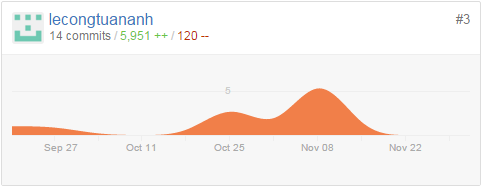 lecongtuananh #3
14 commits / 5,951 ++ / 120 --
5
Sep 27 Oct 11 Oct 25 Nov 08 Nov 22